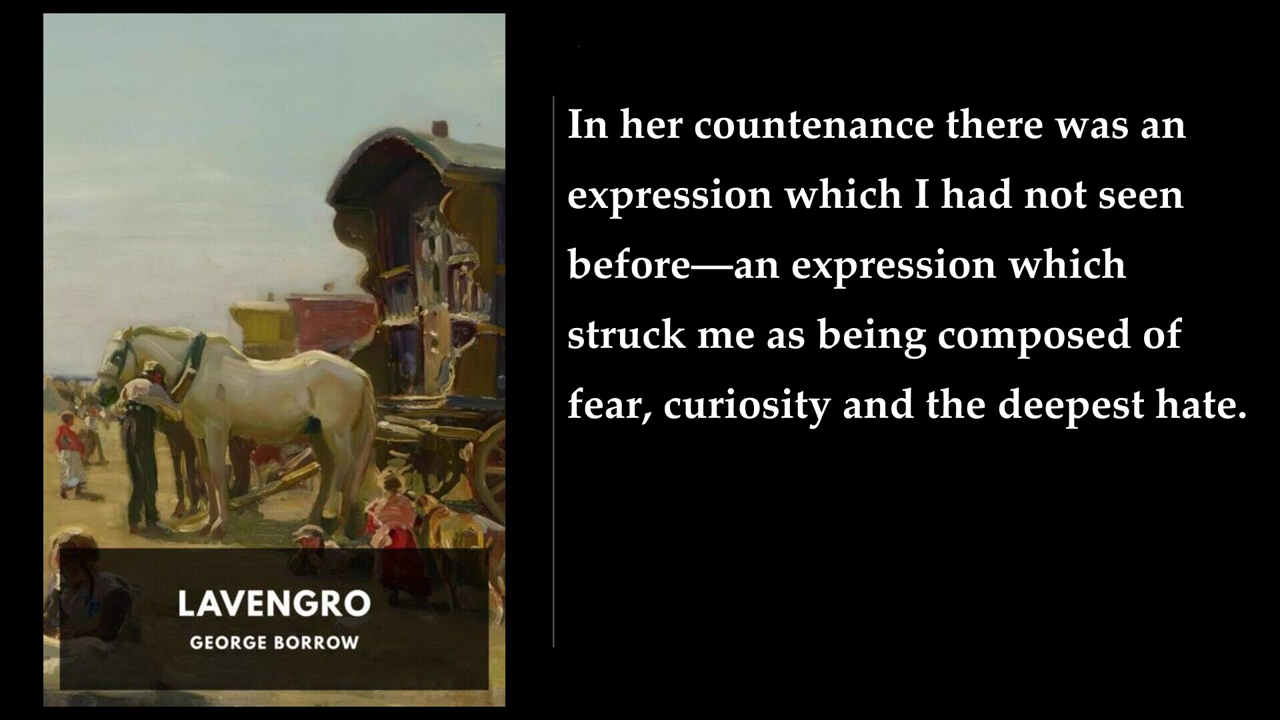 In her countenance there was an
expression which I had not seen
before—an expression which
struck me as being composed of
fear, curiosity and the deepest hate.
LAVENGRO
GEORGE BORROW